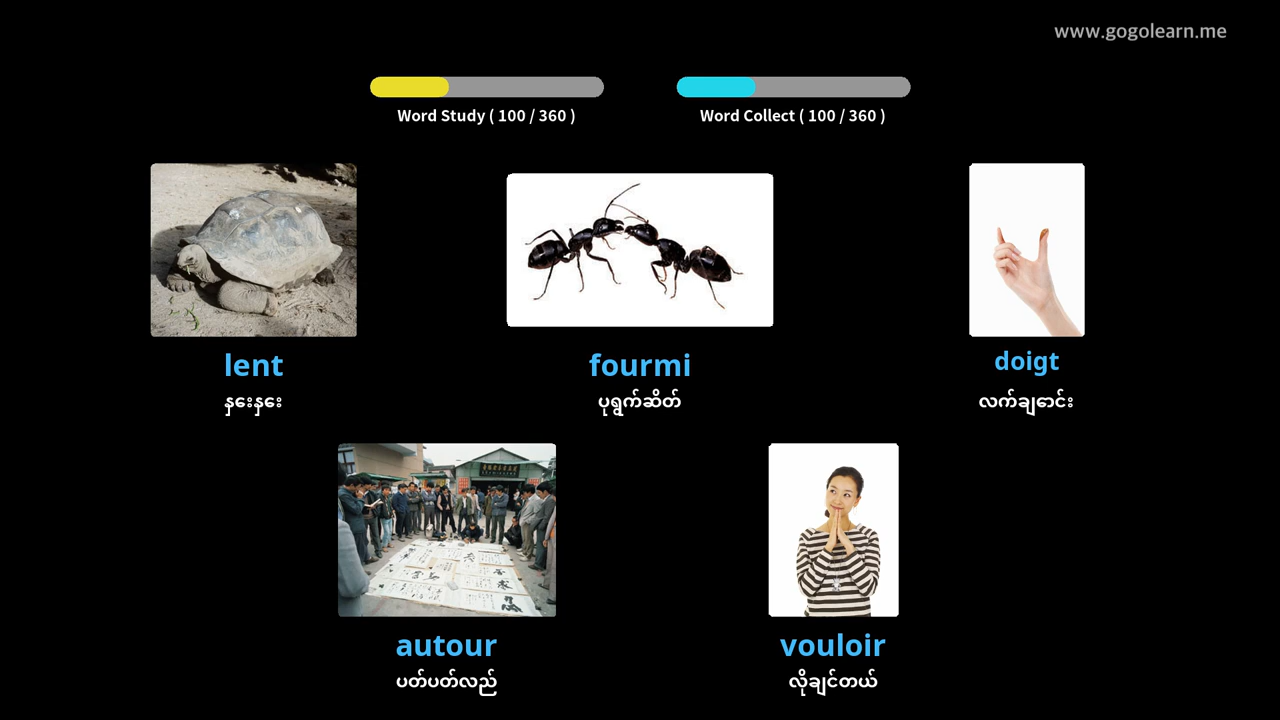 www.gogolearn.me
Word Study ( 100 / 360 )
Word Collect ( 100 / 360 )
lent
နှေးနှေး
fourmi
ပုရွက်ဆိတ်
doigt
လက်ချောင်း
autour
ပတ်ပတ်လည်
vouloir
လိုချင်တယ်